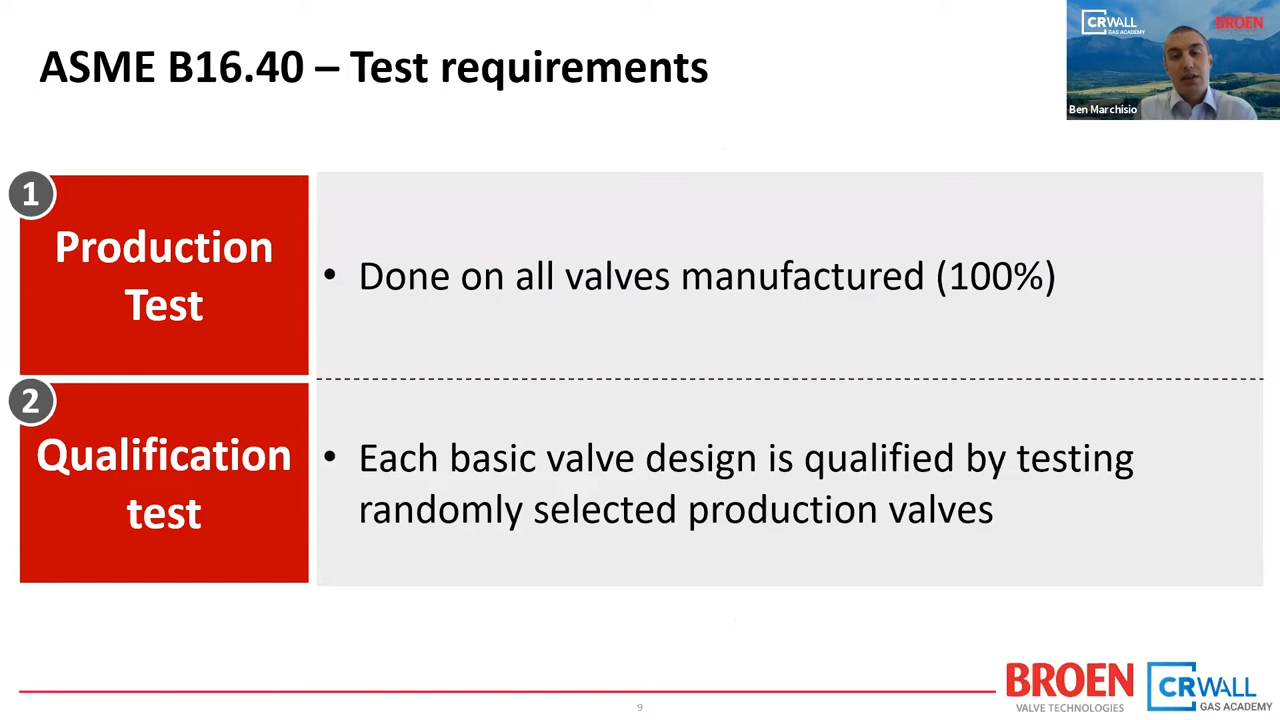 ASME B16.40 – Test requirements
CRWALL
GAS ACADEMY
BROEN
Ben Marchisio
1
Production
Test
• Done on all valves manufactured (100%)
2
Qualification
test
• Each basic valve design is qualified by testing
randomly selected production valves
9
BROEN
VALVE TECHNOLOGIES
CRWALL
GAS ACADEMY